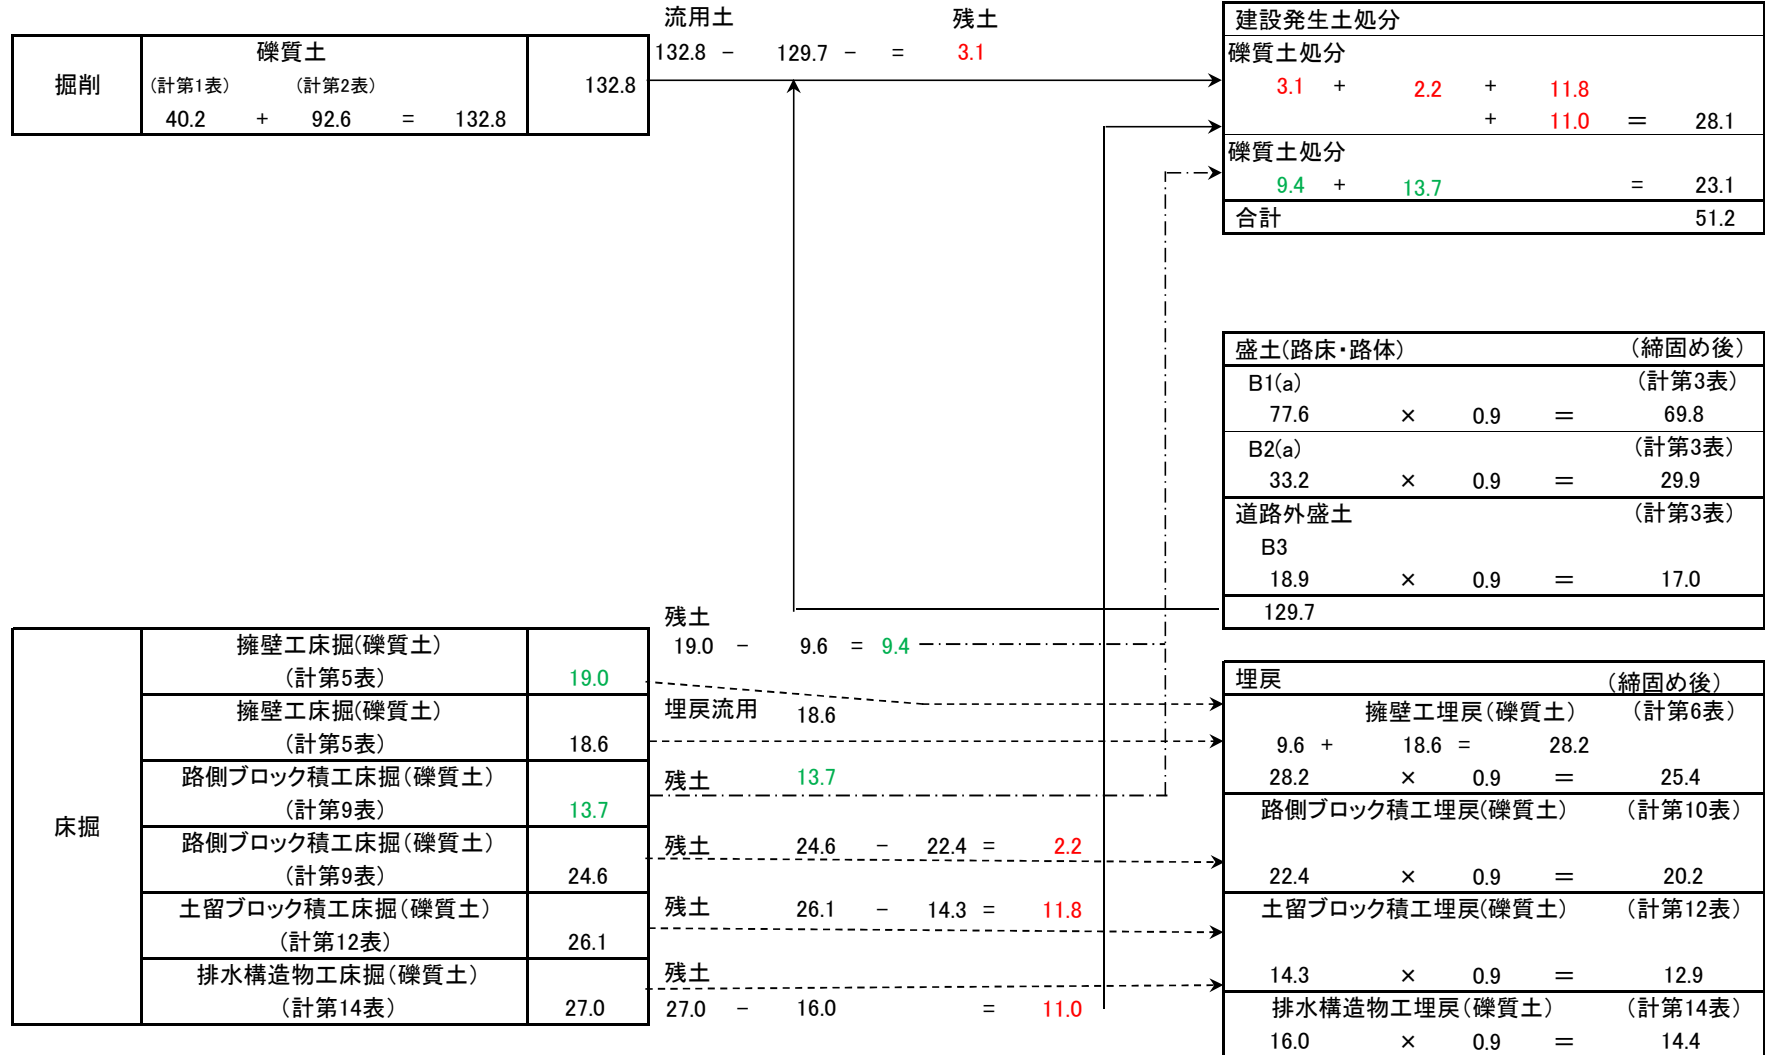 流用土 残土
132.8 － 129.7 － = 3.1
掘削
礫質土
(計第1表) (計第2表)
40.2 + 92.6 = 132.8
132.8
建設発生土処分
礫質土処分
3.1 + 2.2 + 11.8
+ 11.0 ＝ 28.1
礫質土処分
9.4 + 13.7 = 23.1
合計 51.2
盛土(路床・路体) (締固め後)
B1(a) (計第3表)
77.6 × 0.9 ＝ 69.8
B2(a) (計第3表)
33.2 × 0.9 ＝ 29.9
道路外盛土 (計第3表)
B3
18.9 × 0.9 ＝ 17.0
129.7
床掘
擁壁工床掘(礫質土)
(計第5表) 19.0
擁壁工床掘(礫質土)
(計第5表) 18.6
路側ブロック積工床掘(礫質土)
(計第9表) 13.7
路側ブロック積工床掘(礫質土)
(計第9表) 24.6
土留ブロック積工床掘(礫質土)
(計第12表) 26.1
排水構造物工床掘(礫質土)
(計第14表) 27.0
残土
19.0 － 9.6 = 9.4
埋戻流用 18.6
残土 13.7
残土 24.6 － 22.4 = 2.2
残土 26.1 － 14.3 = 11.8
残土
27.0 － 16.0 = 11.0
埋戻 (締固め後)
擁壁工埋戻(礫質土) (計第6表)
9.6 + 18.6 = 28.2
28.2 × 0.9 ＝ 25.4
路側ブロック積工埋戻(礫質土) (計第10表)
22.4 × 0.9 ＝ 20.2
土留ブロック積工埋戻(礫質土) (計第12表)
14.3 × 0.9 ＝ 12.9
排水構造物工埋戻(礫質土) (計第14表)
16.0 × 0.9 ＝ 14.4